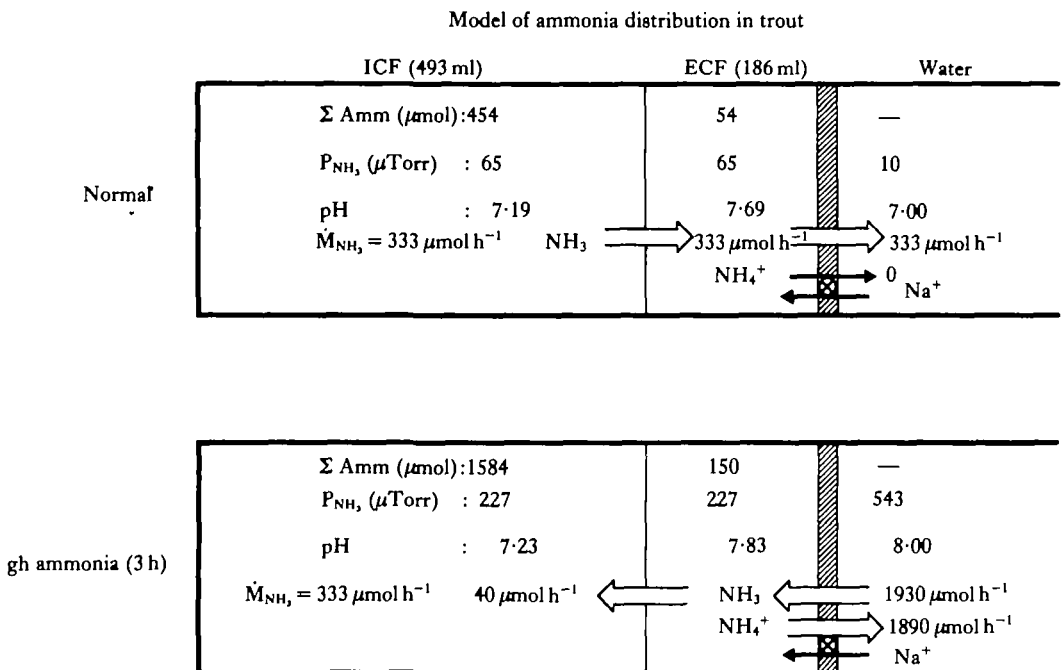 Model of ammonia distribution in trout
ICF (493 ml) ECF (186 ml) Water
Σ Amm (μmol):454 54 —
P_NH₃ (μTorr) : 65 65 10
Normal
pH : 7·19 7·69 7·00
Ṁ_NH₃ = 333 μmol h⁻¹ NH₃ 333 μmol h⁻¹ 333 μmol h⁻¹
NH₄⁺ 0
Na⁺
Σ Amm (μmol):1584 150 —
P_NH₃ (μTorr) : 227 227 543
gh ammonia (3 h)
pH : 7·23 7·83 8·00
Ṁ_NH₃ = 333 μmol h⁻¹ 40 μmol h⁻¹ NH₃ 1930 μmol h⁻¹
NH₄⁺ 1890 μmol h⁻¹
Na⁺